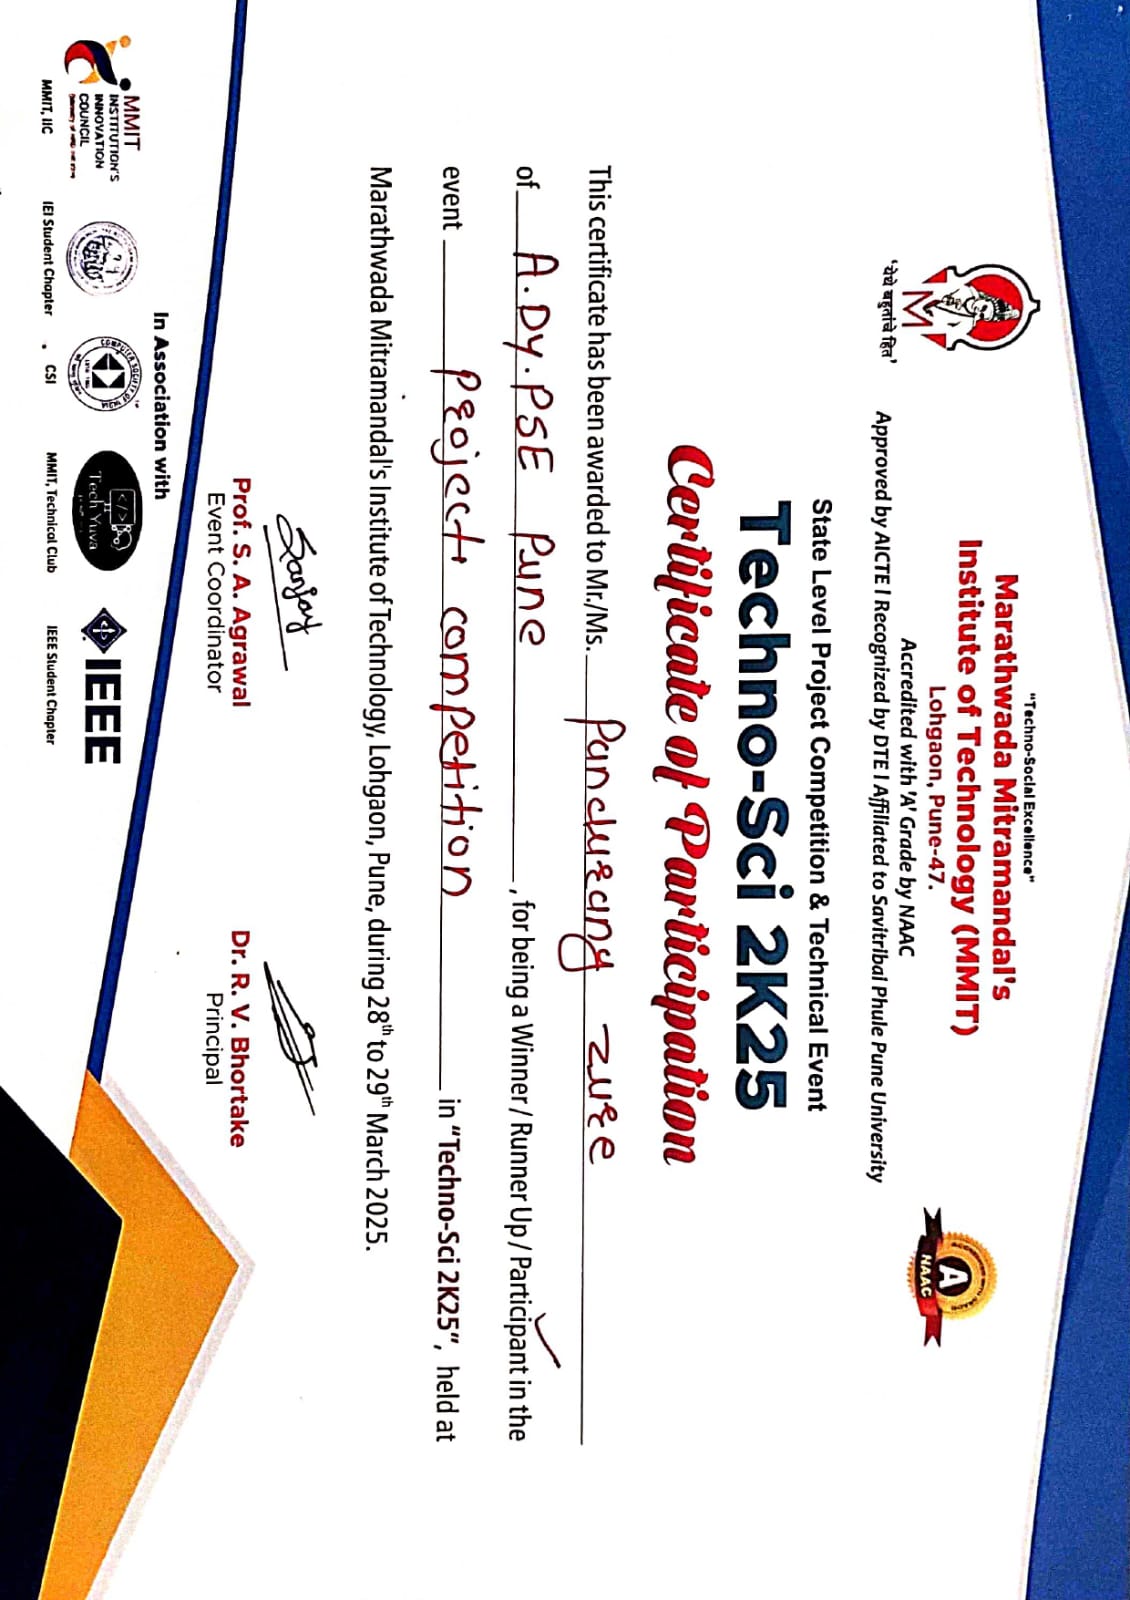 "Techno-Social Excellence"
Marathwada Mitramandal's
Institute of Technology (MMIT)
Lohgaon, Pune-47.
Accredited with 'A' Grade by NAAC
Approved by AICTE I Recognized by DTE I Affiliated to Savitribai Phule Pune University
M
'येथे बहुतांचे हित'
A
NAAC
State Level Project Competition & Technical Event
Techno-Sci 2K25
Certificate of Participation
This certificate has been awarded to Mr./Ms. Pandurang zure
of A.Dy.PSE Pune, for being a Winner / Runner Up / Participant in the
event project competition in "Techno-Sci 2K25", held at
Marathwada Mitramandal's Institute of Technology, Lohgaon, Pune, during 28th to 29th March 2025.
Sanjay
Prof. S. A. Agrawal
Event Coordinator
Dr. R. V. Bhortake
Principal
In Association with
MMIT
INSTITUTION'S
INNOVATION
COUNCIL
MMIT, IIC
IEI Student Chapter
COMPUTER SOCIETY OF INDIA
CSI
</>
Tech Yuva
MMIT, Technical Club
IEEE
IEEE Student Chapter